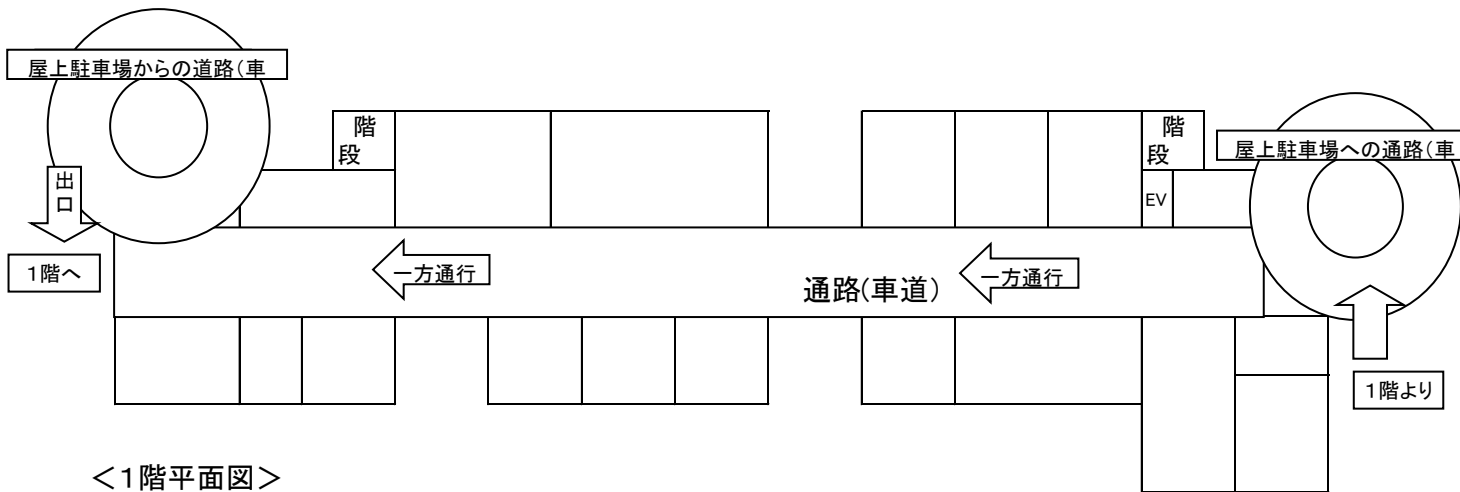 屋上駐車場からの道路(車
階
段
階
段
屋上駐車場への通路(車
出
口
EV
1階へ
一方通行
通路(車道)
一方通行
1階より
＜1階平面図＞